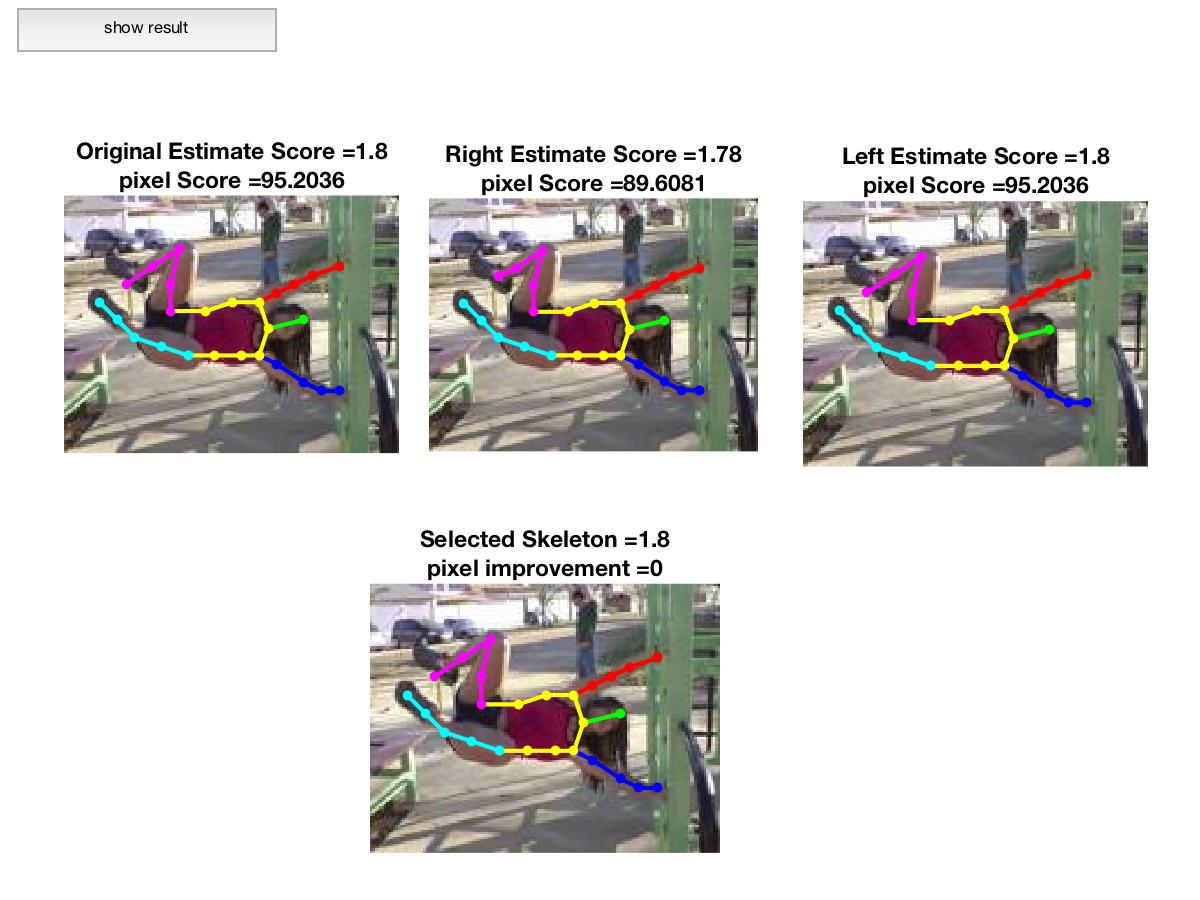 show result
Original Estimate Score =1.8
pixel Score =95.2036
Right Estimate Score =1.78
pixel Score =89.6081
Left Estimate Score =1.8
pixel Score =95.2036
Selected Skeleton =1.8
pixel improvement =0